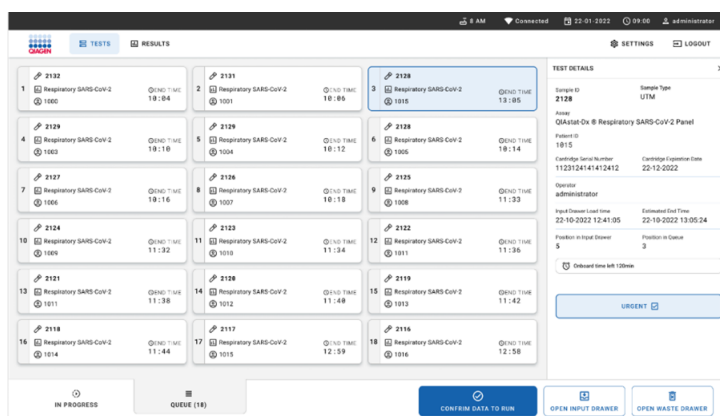 8 AM Connected 22-01-2022 09:00 administrator
QIAGEN TESTS RESULTS SETTINGS LOGOUT
TEST DETAILS
1 2132 Respiratory SARS-CoV-2 1000 END TIME 10:04
2 2131 Respiratory SARS-CoV-2 1001 END TIME 10:06
3 2128 Respiratory SARS-CoV-2 1015 END TIME 13:05
4 2129 Respiratory SARS-CoV-2 1003 END TIME 10:10
5 2129 Respiratory SARS-CoV-2 1004 END TIME 10:12
6 2128 Respiratory SARS-CoV-2 1005 END TIME 10:14
7 2127 Respiratory SARS-CoV-2 1006 END TIME 10:16
8 2126 Respiratory SARS-CoV-2 1007 END TIME 10:18
9 2125 Respiratory SARS-CoV-2 1008 END TIME 11:33
10 2124 Respiratory SARS-CoV-2 1009 END TIME 11:32
11 2123 Respiratory SARS-CoV-2 1010 END TIME 11:34
12 2122 Respiratory SARS-CoV-2 1011 END TIME 11:36
13 2121 Respiratory SARS-CoV-2 1011 END TIME 11:38
14 2120 Respiratory SARS-CoV-2 1012 END TIME 11:40
15 2119 Respiratory SARS-CoV-2 1013 END TIME 11:42
16 2118 Respiratory SARS-CoV-2 1014 END TIME 11:44
17 2117 Respiratory SARS-CoV-2 1015 END TIME 12:59
18 2116 Respiratory SARS-CoV-2 1016 END TIME 12:58
Sample ID Sample Type
2128 UTM
Assay
QIAstat-Dx ® Respiratory SARS-CoV-2 Panel
Patient ID
1015
Cartridge Serial Number Cartridge Expiration Date
1123124141412412 22-12-2022
Operator
administrator
Input Drawer Load time Estimated End Time
22-10-2022 12:41:05 22-10-2022 13:05:24
Position in Input Drawer Position in Queue
5 3
Onboard time left 120min
URGENT
IN PROGRESS QUEUE (18) CONFRIM DATA TO RUN OPEN INPUT DRAWER OPEN WASTE DRAWER